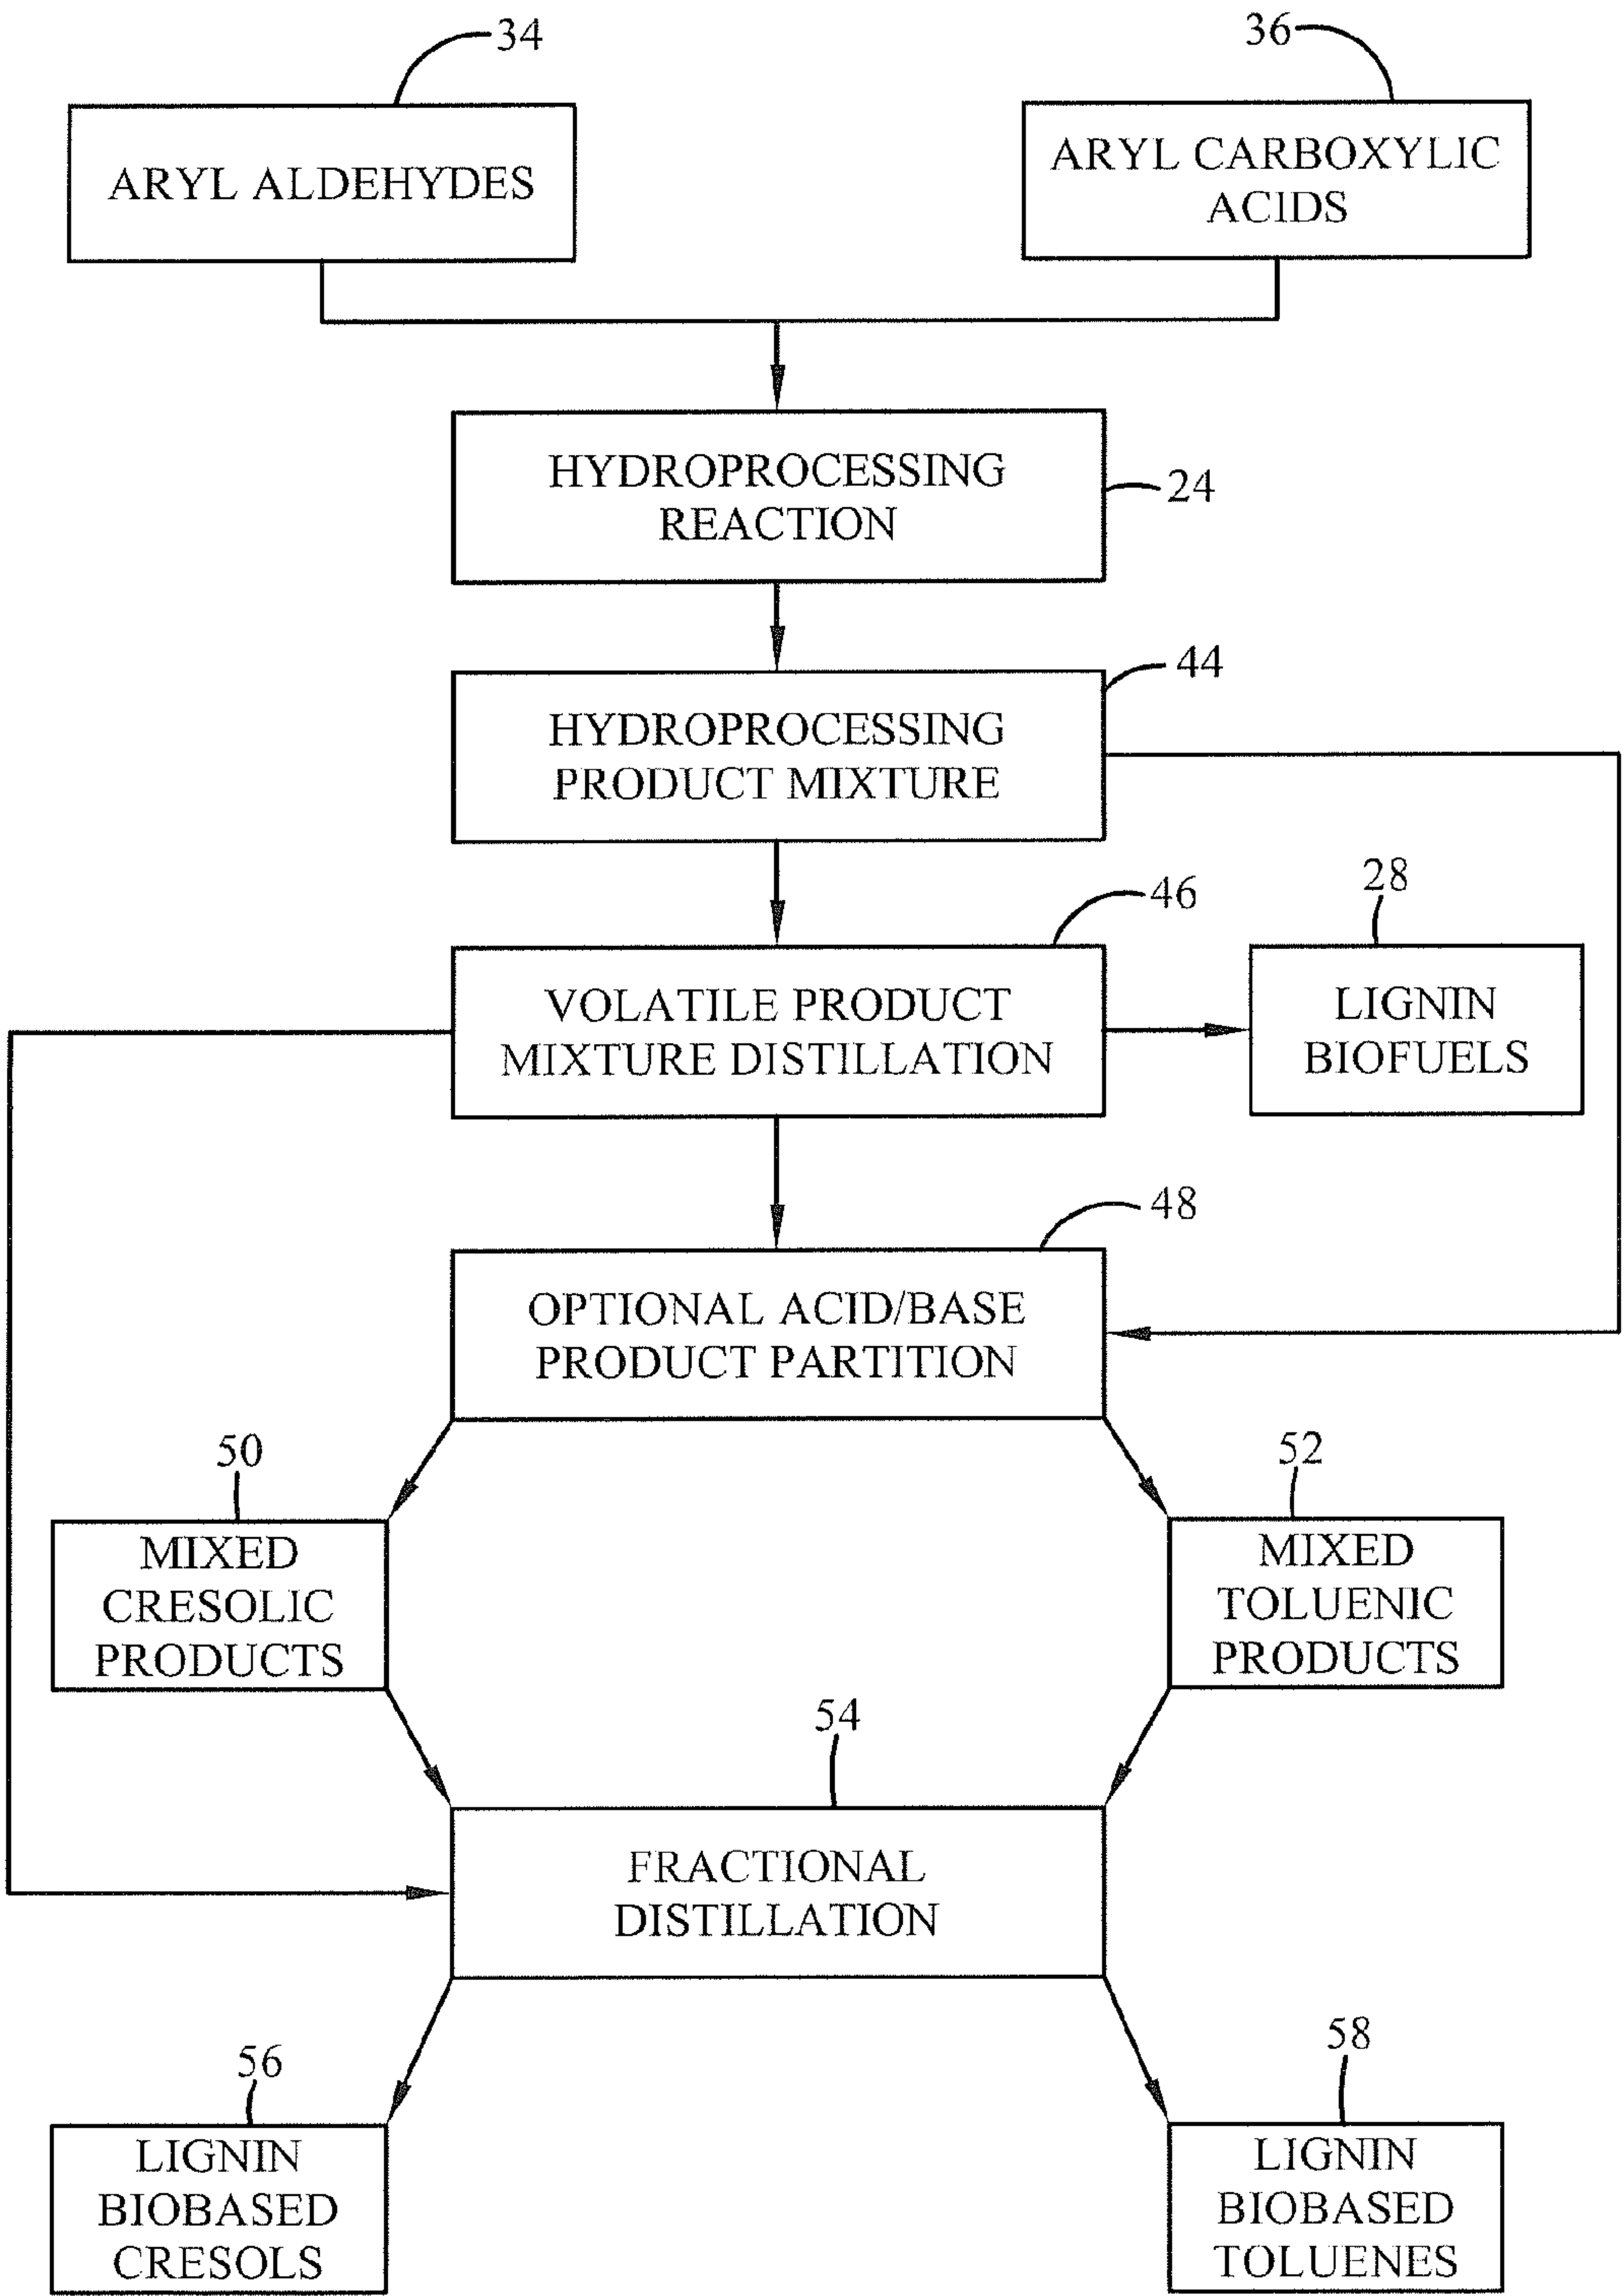 34
36
ARYL ALDEHYDES
ARYL CARBOXYLIC
ACIDS
HYDROPROCESSING
REACTION
24
44
HYDROPROCESSING
PRODUCT MIXTURE
46
28
VOLATILE PRODUCT
MIXTURE DISTILLATION
LIGNIN
BIOFUELS
48
OPTIONAL ACID/BASE
PRODUCT PARTITION
50
52
MIXED
CRESOLIC
PRODUCTS
MIXED
TOLUENIC
PRODUCTS
54
FRACTIONAL
DISTILLATION
56
58
LIGNIN
BIOBASED
CRESOLS
LIGNIN
BIOBASED
TOLUENES